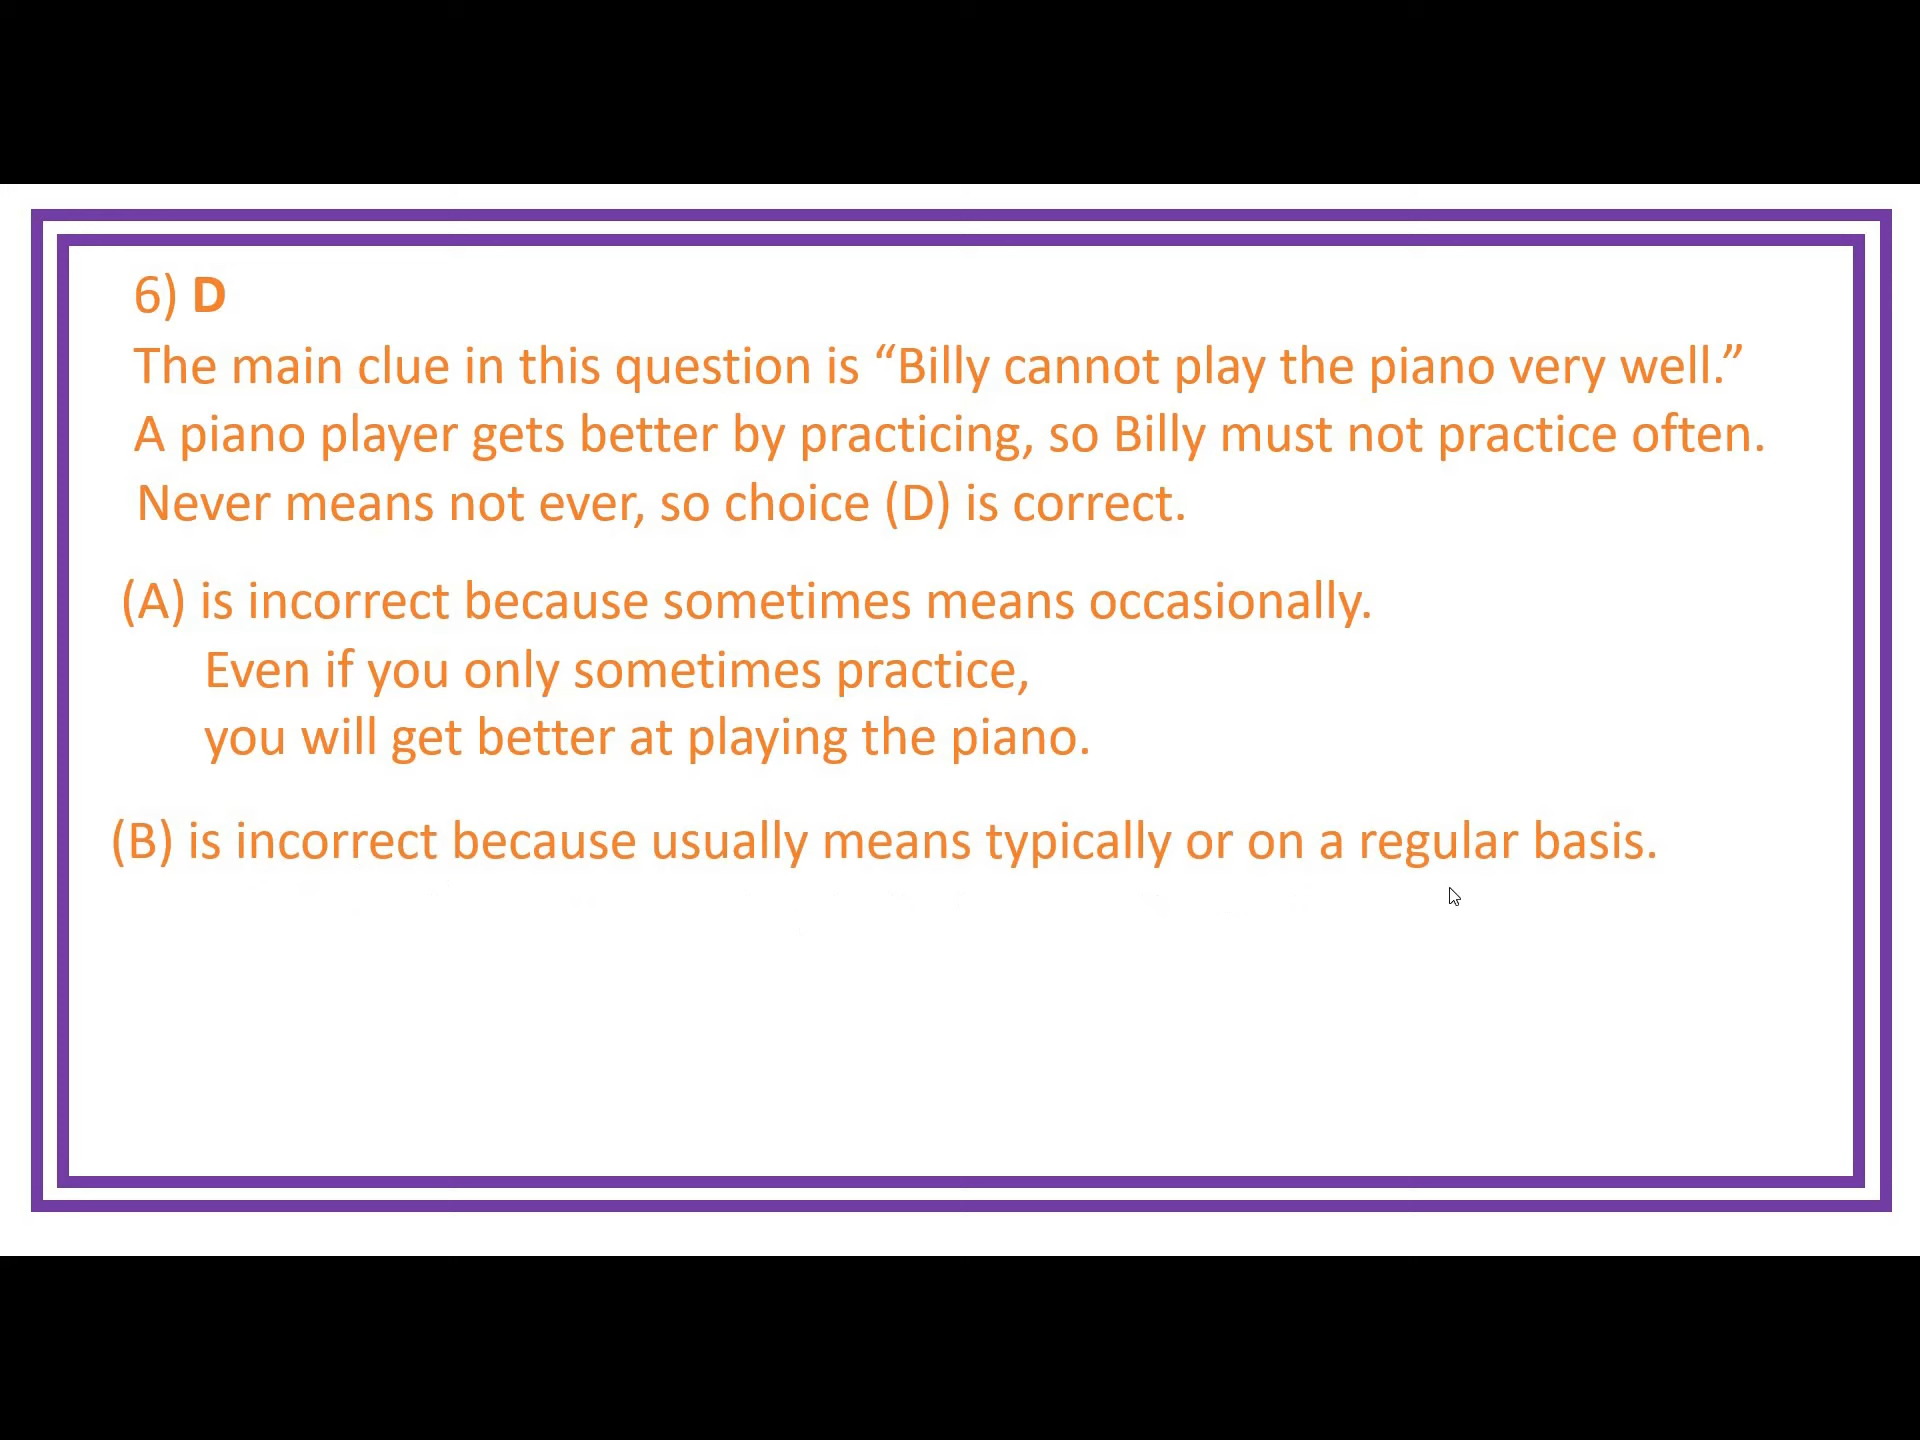 6) D
The main clue in this question is “Billy cannot play the piano very well.”
A piano player gets better by practicing, so Billy must not practice often.
Never means not ever, so choice (D) is correct.
(A) is incorrect because sometimes means occasionally.
Even if you only sometimes practice,
you will get better at playing the piano.
(B) is incorrect because usually means typically or on a regular basis.